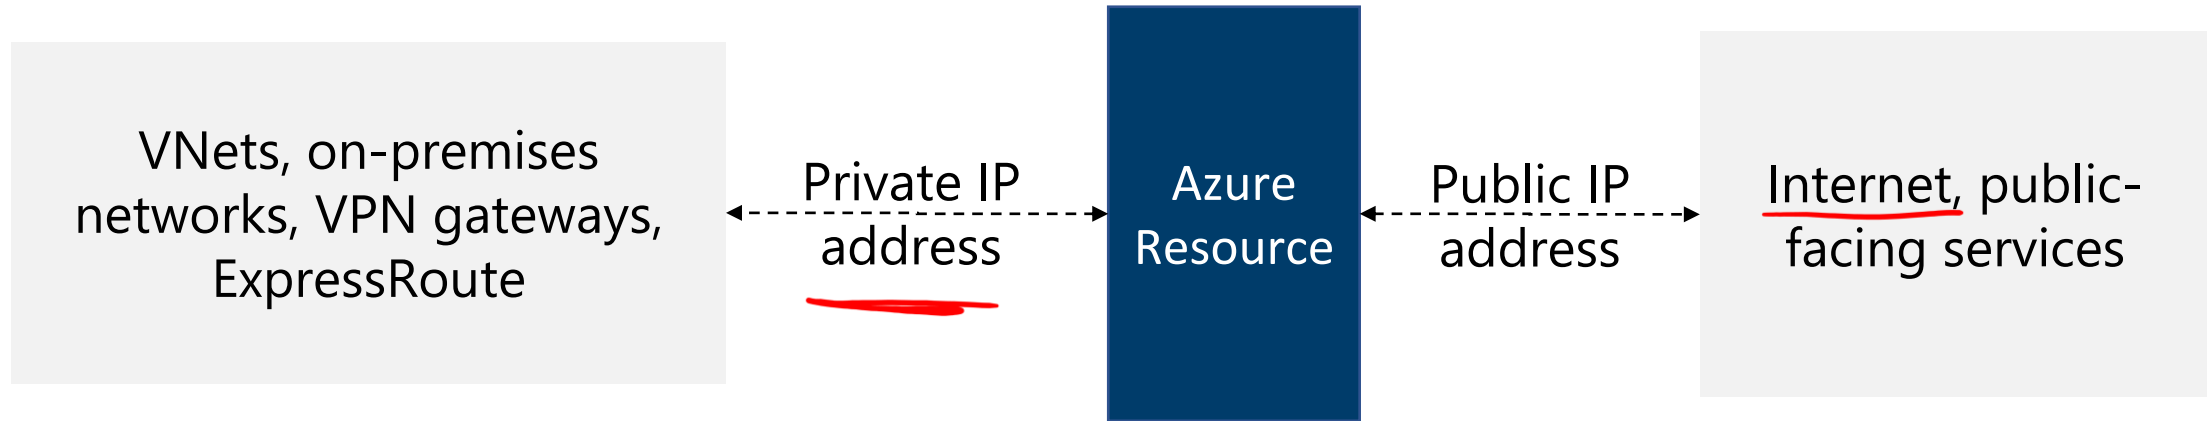 VNets, on-premises
networks, VPN gateways,
ExpressRoute
Private IP
address
Azure
Resource
Public IP
address
Internet, public-
facing services